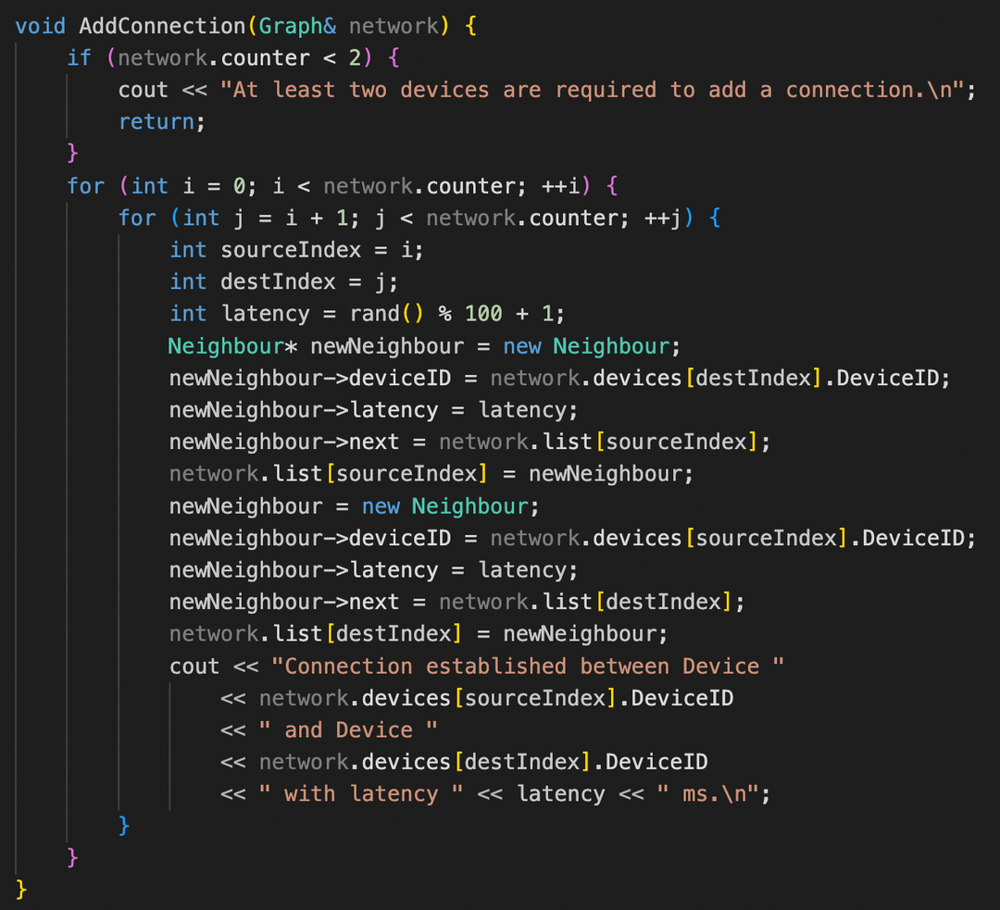 void AddConnection(Graph& network) {
    if (network.counter < 2) {
        cout << "At least two devices are required to add a connection.\n";
        return;
    }
    for (int i = 0; i < network.counter; ++i) {
        for (int j = i + 1; j < network.counter; ++j) {
            int sourceIndex = i;
            int destIndex = j;
            int latency = rand() % 100 + 1;
            Neighbour* newNeighbour = new Neighbour;
            newNeighbour->deviceID = network.devices[destIndex].DeviceID;
            newNeighbour->latency = latency;
            newNeighbour->next = network.list[sourceIndex];
            network.list[sourceIndex] = newNeighbour;
            newNeighbour = new Neighbour;
            newNeighbour->deviceID = network.devices[sourceIndex].DeviceID;
            newNeighbour->latency = latency;
            newNeighbour->next = network.list[destIndex];
            network.list[destIndex] = newNeighbour;
            cout << "Connection established between Device "
                << network.devices[sourceIndex].DeviceID
                << " and Device "
                << network.devices[destIndex].DeviceID
                << " with latency " << latency << " ms.\n";
        }
    }
}